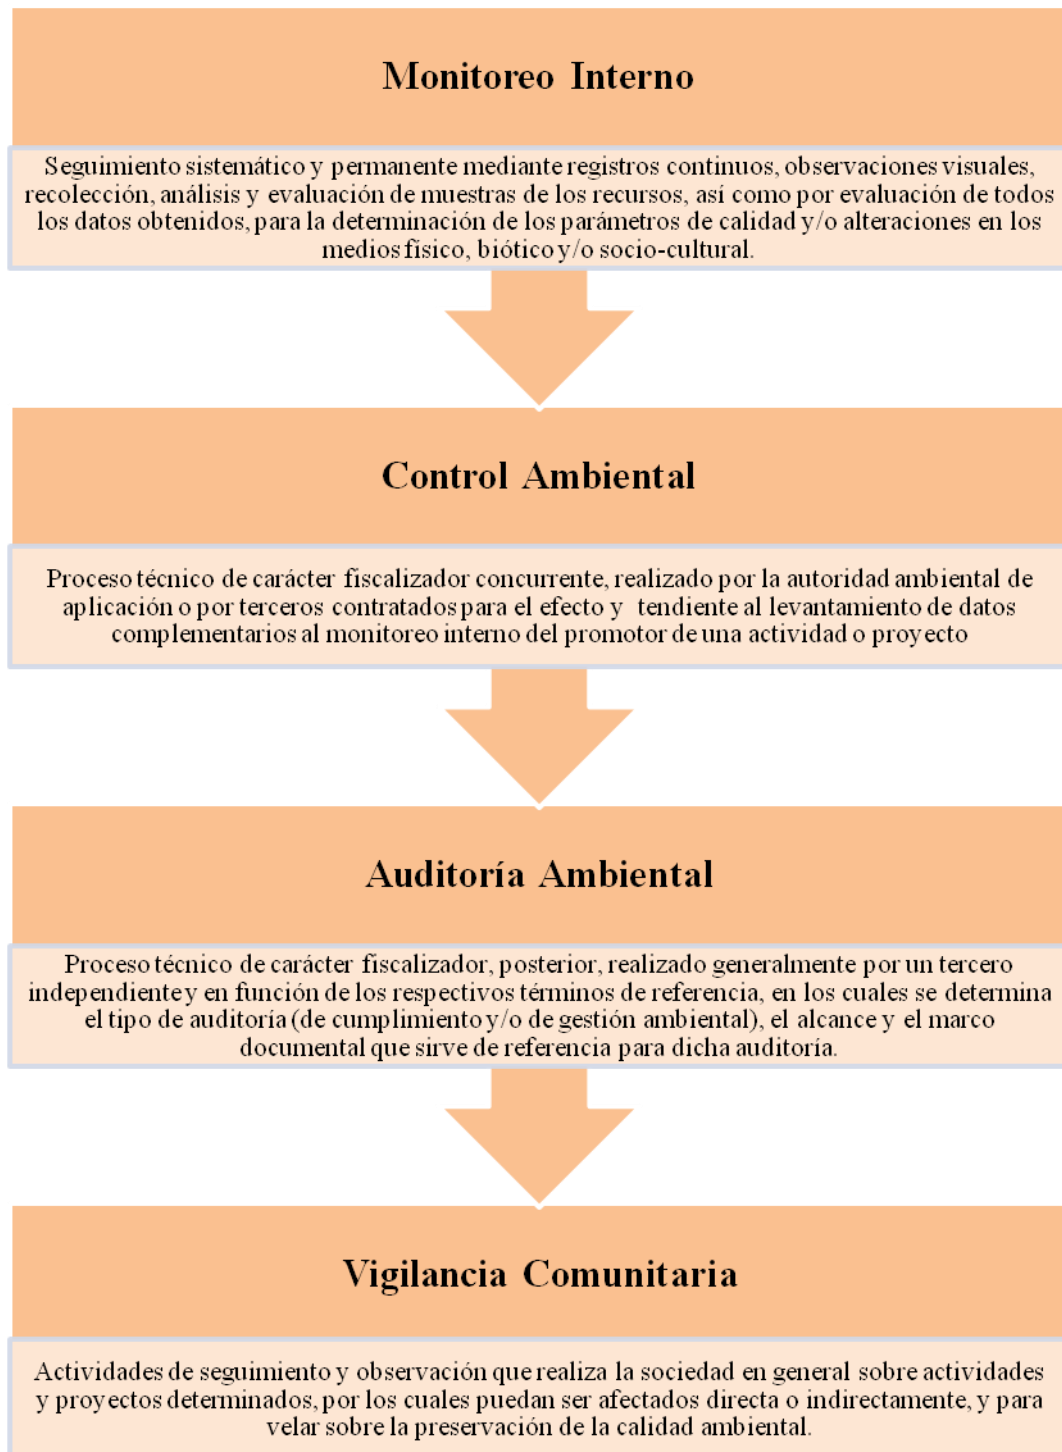 Monitoreo Interno
Seguimiento sistemático y permanente mediante registros continuos, observaciones visuales,
recolección, análisis y evaluación de muestras de los recursos, así como por evaluación de todos
los datos obtenidos, para la determinación de los parámetros de calidad y/o alteraciones en los
medios físico, biótico y/o socio-cultural.
Control Ambiental
Proceso técnico de carácter fiscalizador concurrente, realizado por la autoridad ambiental de
aplicación o por terceros contratados para el efecto y tendiente al levantamiento de datos
complementarios al monitoreo interno del promotor de una actividad o proyecto
Auditoría Ambiental
Proceso técnico de carácter fiscalizador, posterior, realizado generalmente por un tercero
independiente y en función de los respectivos términos de referencia, en los cuales se determina
el tipo de auditoría (de cumplimiento y/o de gestión ambiental), el alcance y el marco
documental que sirve de referencia para dicha auditoría.
Vigilancia Comunitaria
Actividades de seguimiento y observación que realiza la sociedad en general sobre actividades
y proyectos determinados, por los cuales puedan ser afectados directa o indirectamente, y para
velar sobre la preservación de la calidad ambiental.